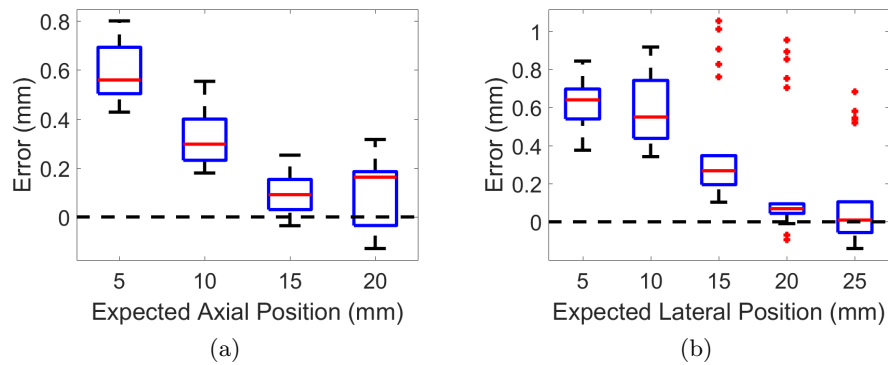 Error (mm)
0.8
0.6
0.4
0.2
0
5 10 15 20
Expected Axial Position (mm)
(a)
Error (mm)
1
0.8
0.6
0.4
0.2
0
5 10 15 20 25
Expected Lateral Position (mm)
(b)